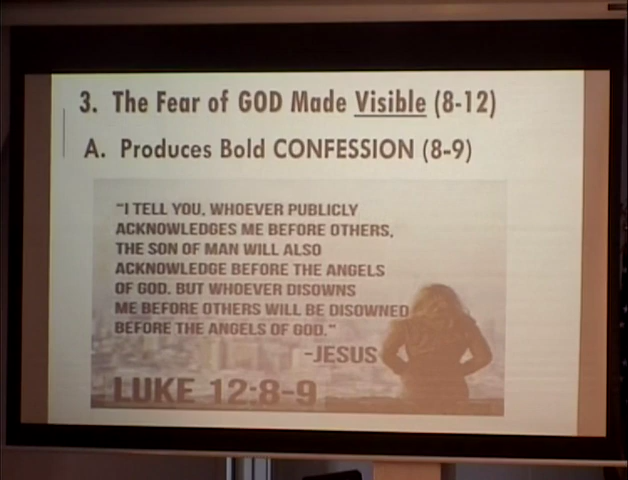 3. The Fear of GOD Made Visible (8-12)
A. Produces Bold CONFESSION (8-9)
"I TELL YOU, WHOEVER PUBLICLY
ACKNOWLEDGES ME BEFORE OTHERS,
THE SON OF MAN WILL ALSO
ACKNOWLEDGE BEFORE THE ANGELS
OF GOD. BUT WHOEVER DISOWNS
ME BEFORE OTHERS WILL BE DISOWNED
BEFORE THE ANGELS OF GOD."
-JESUS
LUKE 12:8-9